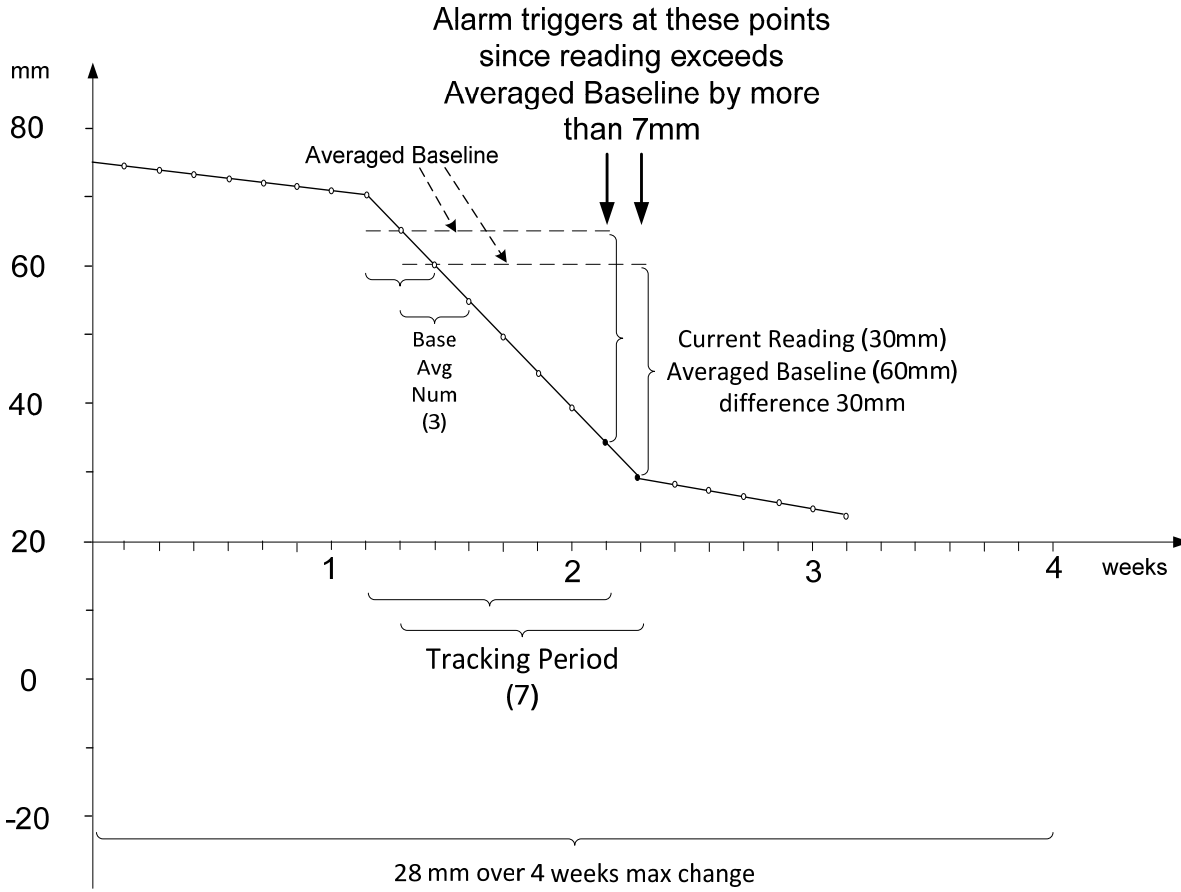 Alarm triggers at these points
since reading exceeds
Averaged Baseline by more
than 7mm
mm
80
Averaged Baseline
60
Base
Avg
Num
(3)
Current Reading (30mm)
Averaged Baseline (60mm)
difference 30mm
40
20
1
2
3
4
weeks
Tracking Period
(7)
0
-20
28 mm over 4 weeks max change